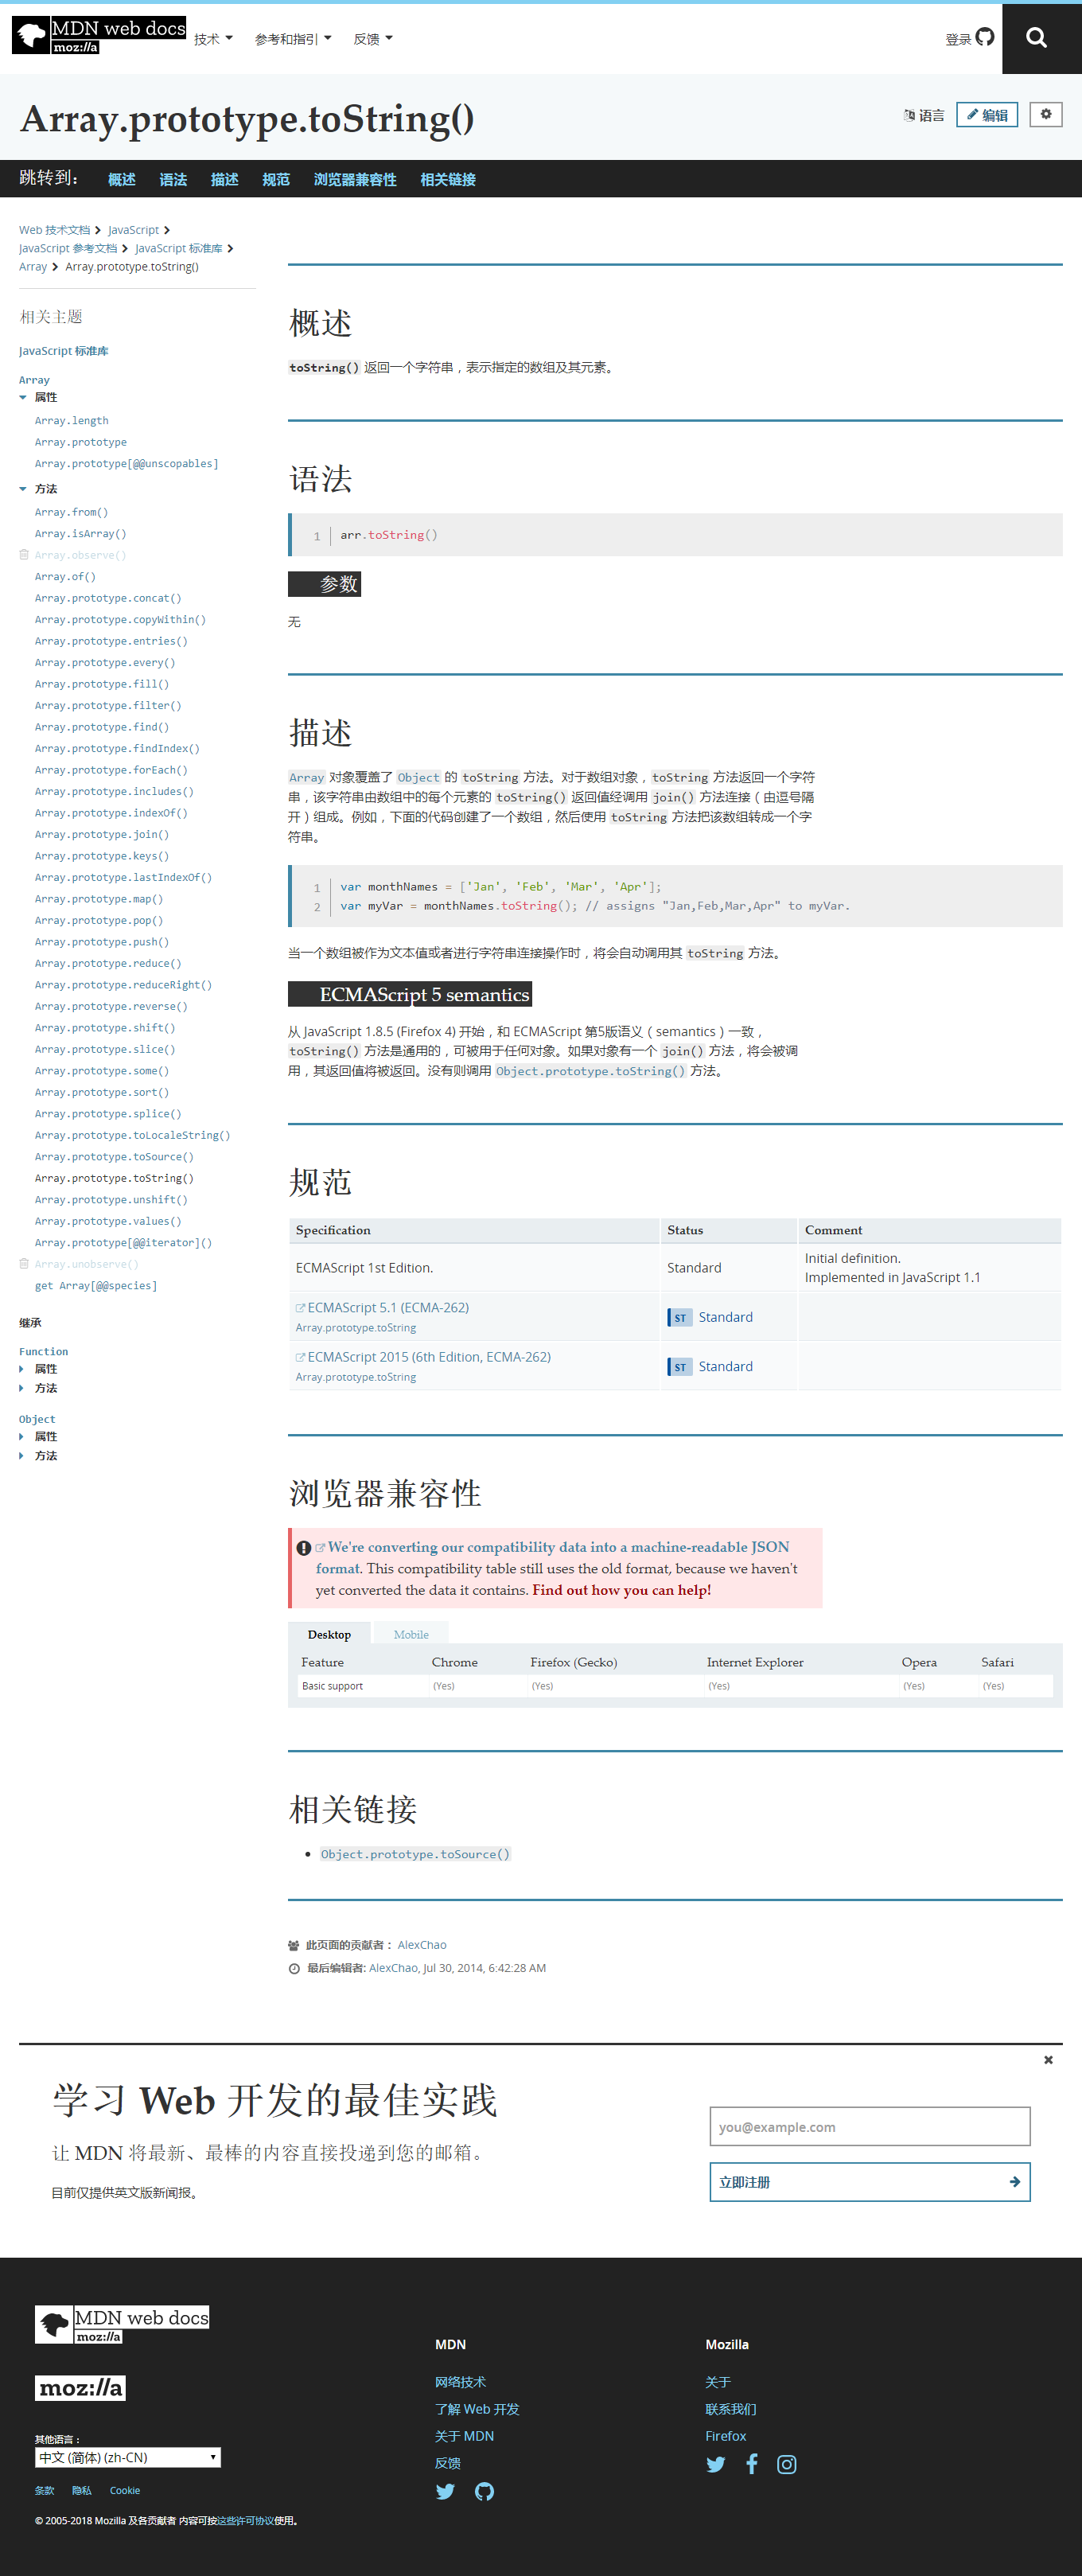 MDN web docs
moz://a
技术 参考和指引 反馈 登录
Array.prototype.toString()
语言 编辑
跳转到： 概述 语法 描述 规范 浏览器兼容性 相关链接
Web 技术文档 JavaScript
JavaScript 参考文档 JavaScript 标准库
Array Array.prototype.toString()
相关主题
JavaScript 标准库
Array
属性
Array.length
Array.prototype
Array.prototype[@@unscopables]
方法
Array.from()
Array.isArray()
Array.observe()
Array.of()
Array.prototype.concat()
Array.prototype.copyWithin()
Array.prototype.entries()
Array.prototype.every()
Array.prototype.fill()
Array.prototype.filter()
Array.prototype.find()
Array.prototype.findIndex()
Array.prototype.forEach()
Array.prototype.includes()
Array.prototype.indexOf()
Array.prototype.join()
Array.prototype.keys()
Array.prototype.lastIndexOf()
Array.prototype.map()
Array.prototype.pop()
Array.prototype.push()
Array.prototype.reduce()
Array.prototype.reduceRight()
Array.prototype.reverse()
Array.prototype.shift()
Array.prototype.slice()
Array.prototype.some()
Array.prototype.sort()
Array.prototype.splice()
Array.prototype.toLocaleString()
Array.prototype.toSource()
Array.prototype.toString()
Array.prototype.unshift()
Array.prototype.values()
Array.prototype[@@iterator]()
Array.unobserve()
get Array[@@species]
继承
Function
属性
方法
Object
属性
方法
概述
toString() 返回一个字符串，表示指定的数组及其元素。
语法
1 arr.toString()
参数
无
描述
Array 对象覆盖了 Object 的 toString 方法。对于数组对象，toString 方法返回一个字符
串，该字符串由数组中的每个元素的 toString() 返回值经调用 join() 方法连接（由逗号隔
开）组成。例如，下面的代码创建了一个数组，然后使用 toString 方法把该数组转成一个字
符串。
1 var monthNames = ['Jan', 'Feb', 'Mar', 'Apr'];
2 var myVar = monthNames.toString(); // assigns "Jan,Feb,Mar,Apr" to myVar.
当一个数组被作为文本值或者进行字符串连接操作时，将会自动调用其 toString 方法。
ECMAScript 5 semantics
从 JavaScript 1.8.5 (Firefox 4) 开始，和 ECMAScript 第5版语义（semantics）一致，
toString() 方法是通用的，可被用于任何对象。如果对象有一个 join() 方法，将会被调
用，其返回值将被返回。没有则调用 Object.prototype.toString() 方法。
规范
Specification Status Comment
ECMAScript 1st Edition. Standard Initial definition.
Implemented in JavaScript 1.1
ECMAScript 5.1 (ECMA-262)
Array.prototype.toString ST Standard
ECMAScript 2015 (6th Edition, ECMA-262)
Array.prototype.toString ST Standard
浏览器兼容性
We're converting our compatibility data into a machine-readable JSON
format. This compatibility table still uses the old format, because we haven't
yet converted the data it contains. Find out how you can help!
Desktop Mobile
Feature Chrome Firefox (Gecko) Internet Explorer Opera Safari
Basic support (Yes) (Yes) (Yes) (Yes) (Yes)
相关链接
Object.prototype.toSource()
此页面的贡献者： AlexChao
最后编辑者: AlexChao, Jul 30, 2014, 6:42:28 AM
学习 Web 开发的最佳实践
让 MDN 将最新、最棒的内容直接投递到您的邮箱。
目前仅提供英文版新闻报。
you@example.com
立即注册
MDN web docs
moz://a
moz://a
其他语言：
中文 (简体) (zh-CN)
条款 隐私 Cookie
© 2005-2018 Mozilla 及各贡献者 内容可按这些许可协议使用。
MDN
网络技术
了解 Web 开发
关于 MDN
反馈
Mozilla
关于
联系我们
Firefox